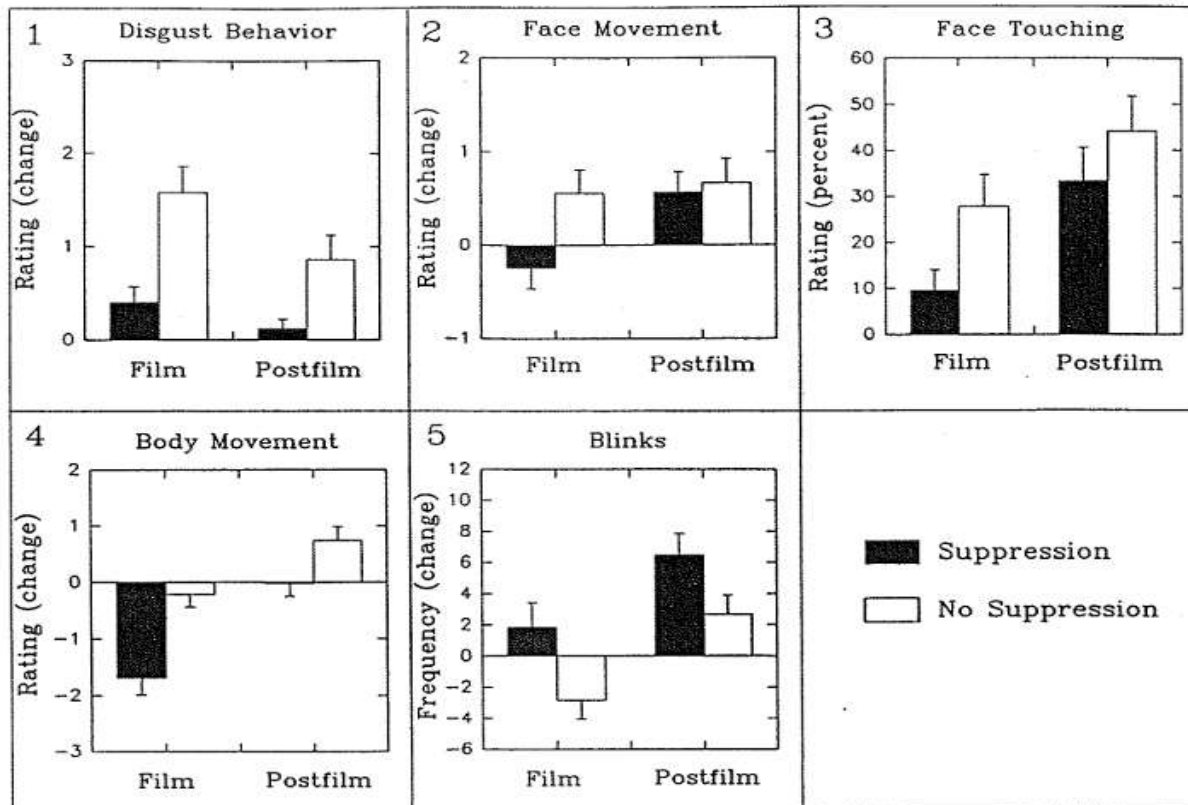 1
Disgust Behavior
Rating (change)
3
2
1
0
Film Postfilm
2
Face Movement
Rating (change)
2
1
0
−1
Film Postfilm
3
Face Touching
Rating (percent)
60
50
40
30
20
10
0
Film Postfilm
4
Body Movement
Rating (change)
2
1
0
−1
−2
−3
Film Postfilm
5
Blinks
Frequency (change)
12
10
8
6
4
2
0
−2
−4
−6
Film Postfilm
Suppression
No Suppression